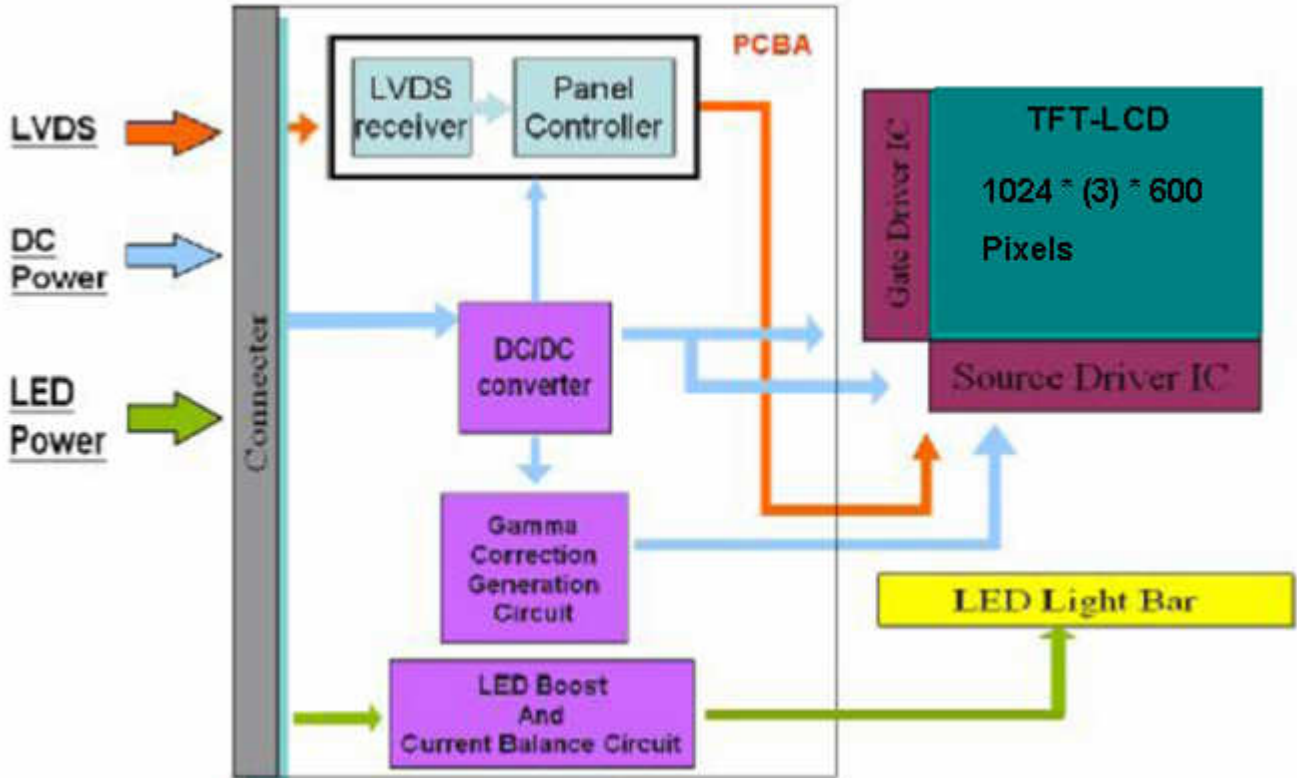 PCBA
LVDS
receiver
Panel
Controller
LVDS
DC
Power
LED
Power
Connecter
DC/DC
converter
Gamma
Correction
Generation
Circuit
LED Boost
And
Current Balance Circuit
Gate Driver IC
TFT-LCD
1024 * (3) * 600
Pixels
Source Driver IC
LED Light Bar